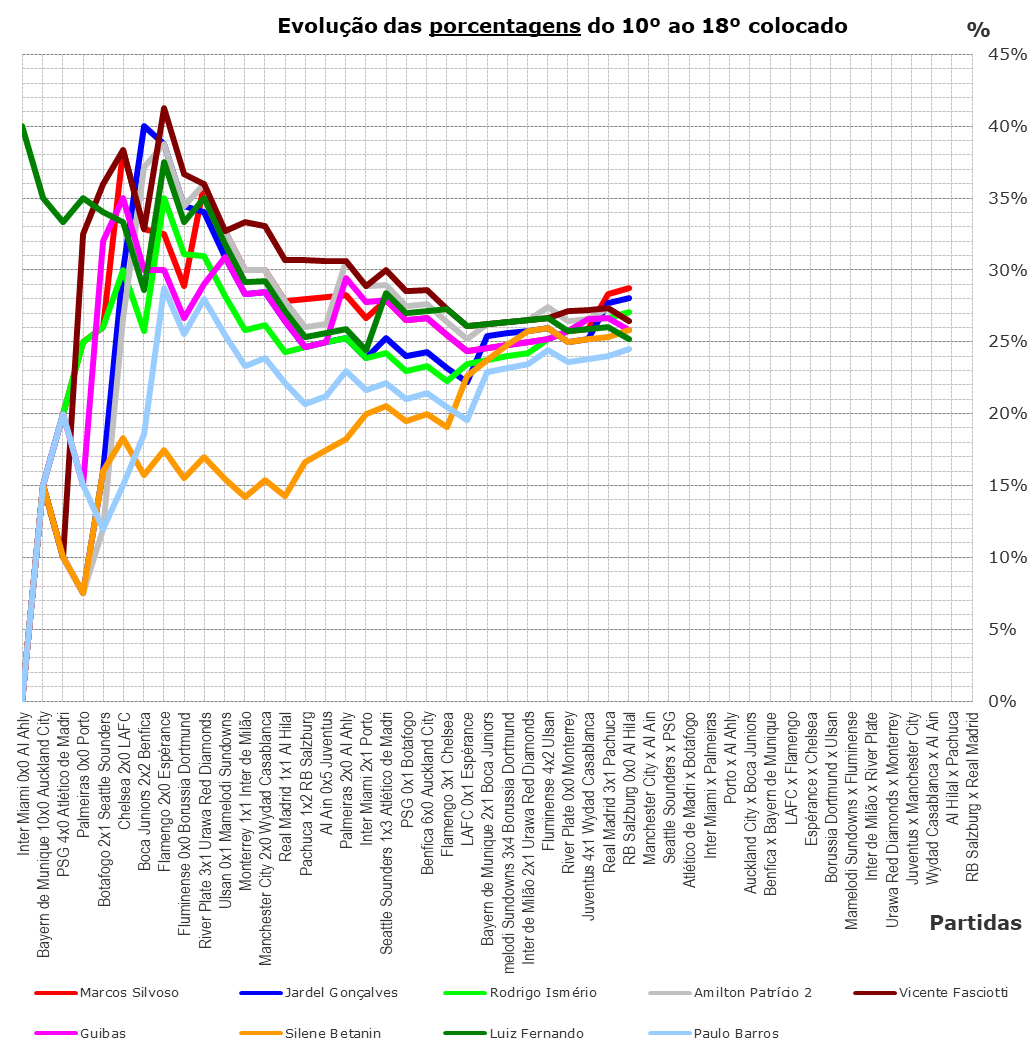 Evolução das porcentagens do 10º ao 18º colocado
%
45%
40%
35%
30%
25%
20%
15%
10%
5%
0%
Inter Miami 0x0 Al Ahly
Bayern de Munique 10x0 Auckland City
PSG 4x0 Atlético de Madri
Palmeiras 0x0 Porto
Botafogo 2x1 Seattle Sounders
Chelsea 2x0 LAFC
Boca Juniors 2x2 Benfica
Flamengo 2x0 Espérance
Fluminense 0x0 Borussia Dortmund
River Plate 3x1 Urawa Red Diamonds
Ulsan 0x1 Mamelodi Sundowns
Monterrey 1x1 Inter de Milão
Manchester City 2x0 Wydad Casablanca
Real Madrid 1x1 Al Hilal
Pachuca 1x2 RB Salzburg
Al Ain 0x5 Juventus
Palmeiras 2x0 Al Ahly
Inter Miami 2x1 Porto
Seattle Sounders 1x3 Atlético de Madri
PSG 0x1 Botafogo
Benfica 6x0 Auckland City
Flamengo 3x1 Chelsea
LAFC 0x1 Espérance
Bayern de Munique 2x1 Boca Juniors
melodi Sundowns 3x4 Borussia Dortmund
Inter de Milão 2x1 Urawa Red Diamonds
Fluminense 4x2 Ulsan
River Plate 0x0 Monterrey
Juventus 4x1 Wydad Casablanca
Real Madrid 3x1 Pachuca
RB Salzburg 0x0 Al Hilal
Manchester City x Al Ain
Seattle Sounders x PSG
Atlético de Madri x Botafogo
Inter Miami x Palmeiras
Porto x Al Ahly
Auckland City x Boca Juniors
Benfica x Bayern de Munique
LAFC x Flamengo
Espérance x Chelsea
Borussia Dortmund x Ulsan
Mamelodi Sundowns x Fluminense
Inter de Milão x River Plate
Urawa Red Diamonds x Monterrey
Juventus x Manchester City
Wydad Casablanca x Al Ain
Al Hilal x Pachuca
RB Salzburg x Real Madrid
Partidas
Marcos Silvoso
Jardel Gonçalves
Rodrigo Ismério
Amilton Patrício 2
Vicente Fasciotti
Guibas
Silene Betanin
Luiz Fernando
Paulo Barros